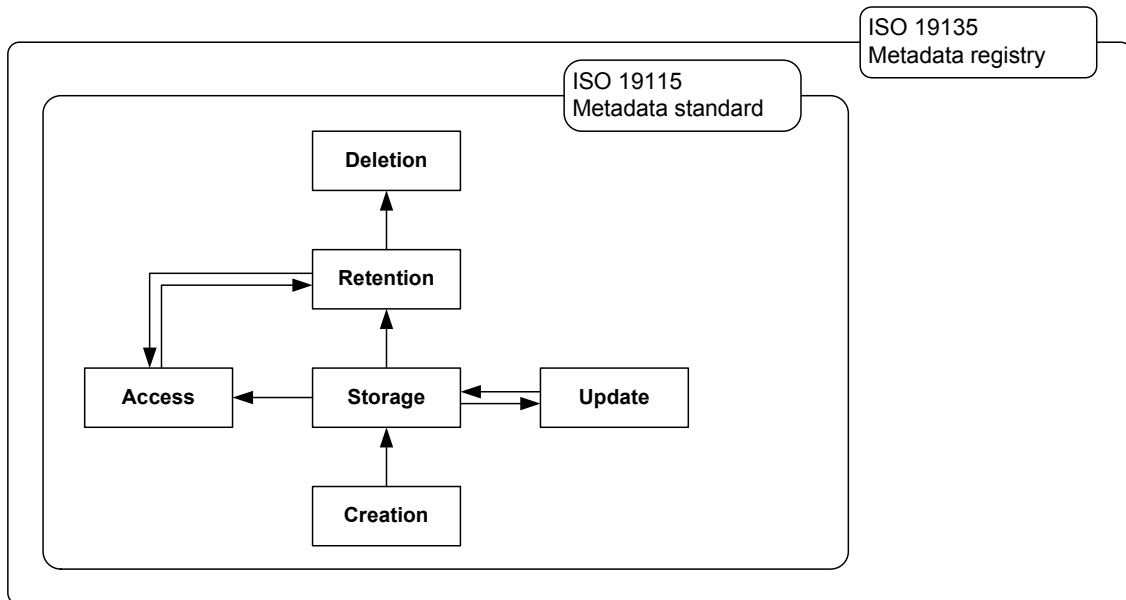 ISO 19135
Metadata registry
ISO 19115
Metadata standard
Deletion
Retention
Access
Storage
Update
Creation